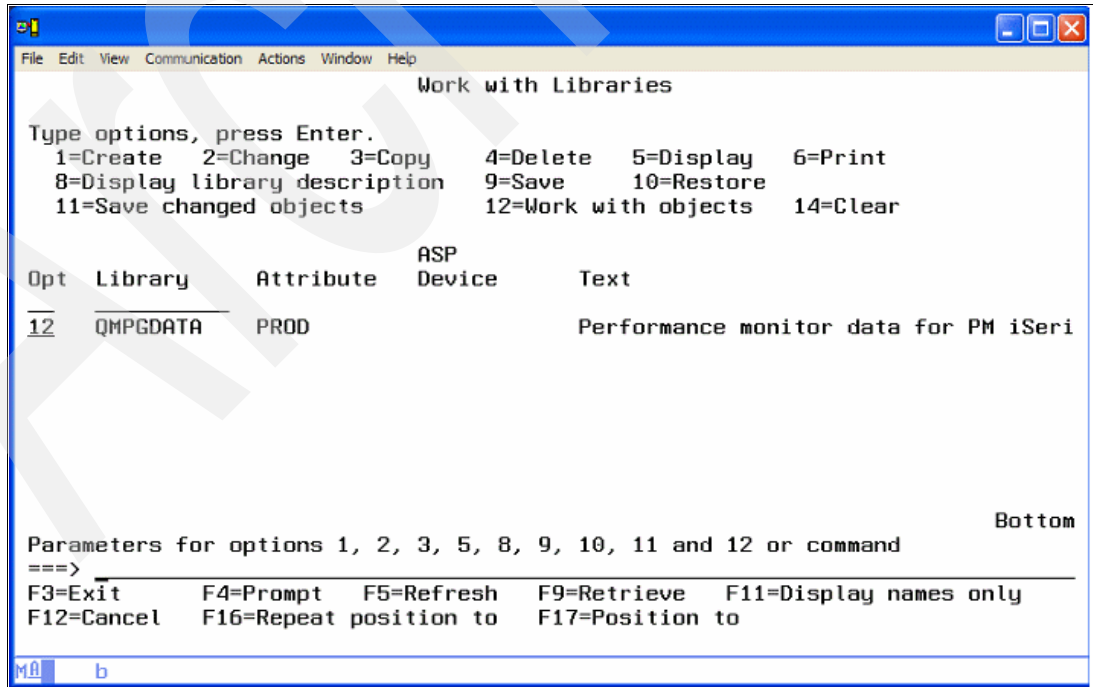 File Edit View Communication Actions Window Help
Work with Libraries
Type options, press Enter.
1=Create 2=Change 3=Copy 4=Delete 5=Display 6=Print
8=Display library description 9=Save 10=Restore
11=Save changed objects 12=Work with objects 14=Clear
ASP
Opt Library Attribute Device Text
12 QMPGDATA PROD Performance monitor data for PM iSeri
Bottom
Parameters for options 1, 2, 3, 5, 8, 9, 10, 11 and 12 or command
===>
F3=Exit F4=Prompt F5=Refresh F9=Retrieve F11=Display names only
F12=Cancel F16=Repeat position to F17=Position to
MA b